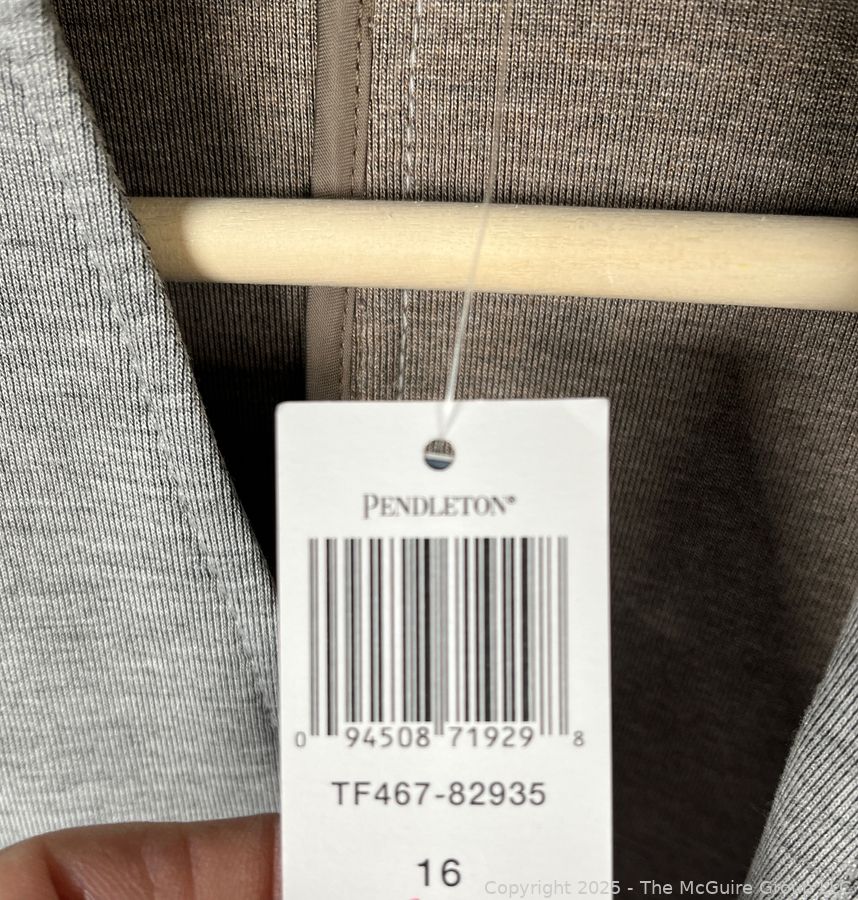 PENDLETON®
0 94508 71929 8
TF467-82935
16
Copyright 2025 - The McGuire Group LLC